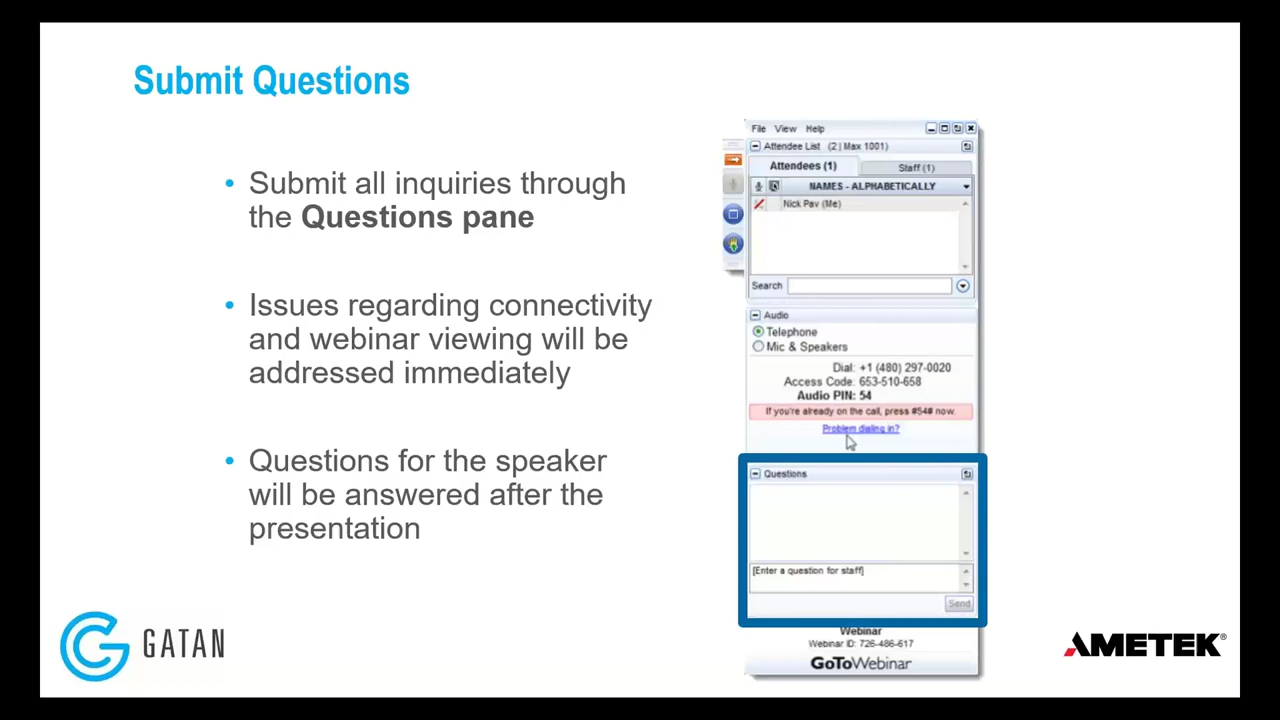 Submit Questions
• Submit all inquiries through
the Questions pane
• Issues regarding connectivity
and webinar viewing will be
addressed immediately
• Questions for the speaker
will be answered after the
presentation
File View Help
Attendee List (2 | Max 1001)
Attendees (1)
Staff (1)
NAMES - ALPHABETICALLY
Nick Pav (Me)
Search
Audio
Telephone
Mic & Speakers
Dial: +1 (480) 297-0020
Access Code: 653-510-658
Audio PIN: 54
If you're already on the call, press #54# now.
Problem dialing in?
Questions
[Enter a question for staff]
Send
Webinar
Webinar ID: 726-486-617
GoToWebinar
GATAN
AMETEK®